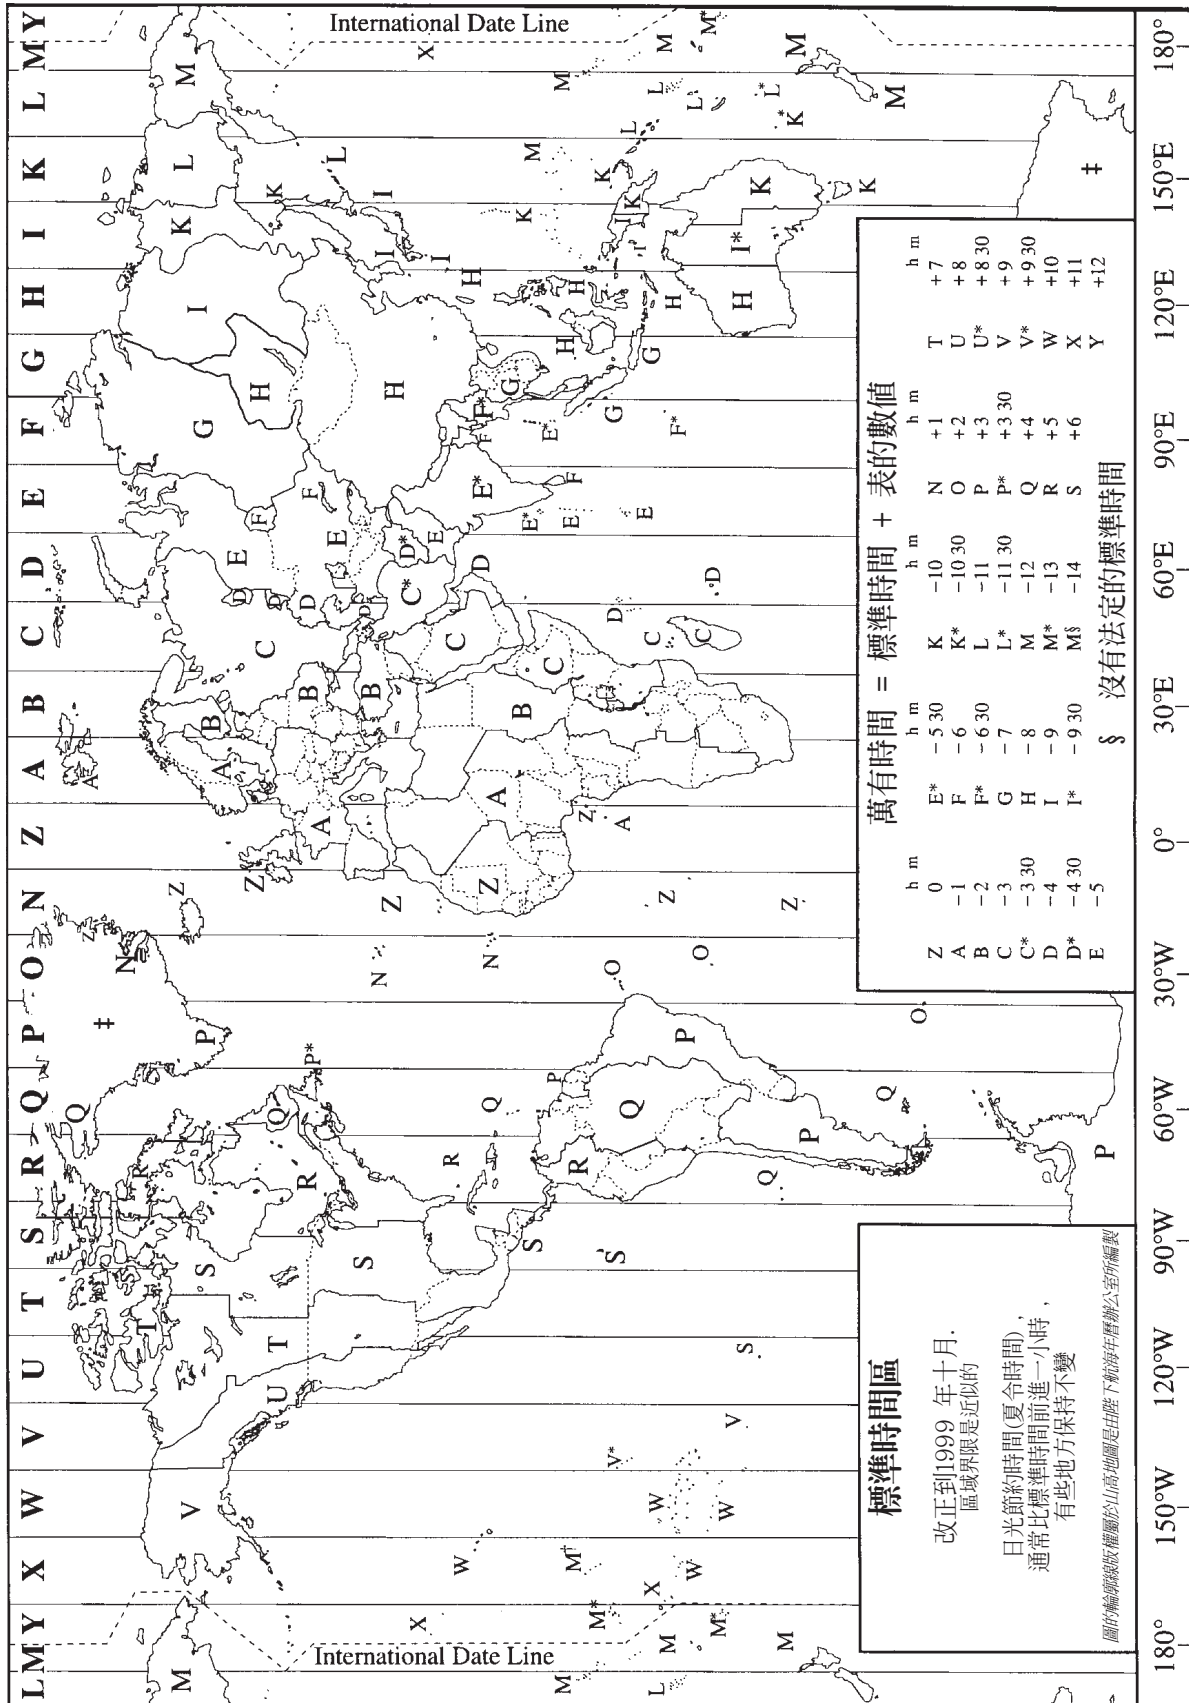 L M Y X W V U T S R Q P O N Z A B C D E F G H I K L M Y
Q A
T R N Z Z
‡
M V S P Z A B C D E F G H I K L M
U T R Q Z A B D E F H K
P* A B C D E F H L
International Date Line
International Date Line
S N Z B C* D* H I I I
X W R Q N Z A C D E E* F F* G H K M X
M* M† S R P O Z B C E E* F G H K M
M W V* S Q O A C D E G F* H I K L
M* W V P Z D H I* K L* M
M S Q P O Q K M
P ‡
標準時間區
改正到1999 年十月.
區域界限是近似的
日光節約時間(夏令時間),
通常比標準時間前進一小時,
有些地方保持不變
圖的輪廓線版權屬於山高地圖是由陛下航海年曆辦公室所編製
萬有時間 = 標準時間 + 表的數值
h m h m h m h m h m
Z 0 E* −5 30 K −10 N +1 T +7
A −1 F −6 K* −10 30 O +2 U +8
B −2 F* −6 30 L −11 P +3 U* +8 30
C −3 G −7 L* −11 30 P* +3 30 V +9
C* −3 30 H −8 M −12 Q +4 V* +9 30
D −4 I −9 M* −13 R +5 W +10
D* −4 30 I* −9 30 M§ −14 S +6 X +11
E −5 Y +12
§ 沒有法定的標準時間
180° 150°W 120°W 90°W 60°W 30°W 0° 30°E 60°E 90°E 120°E 150°E 180°